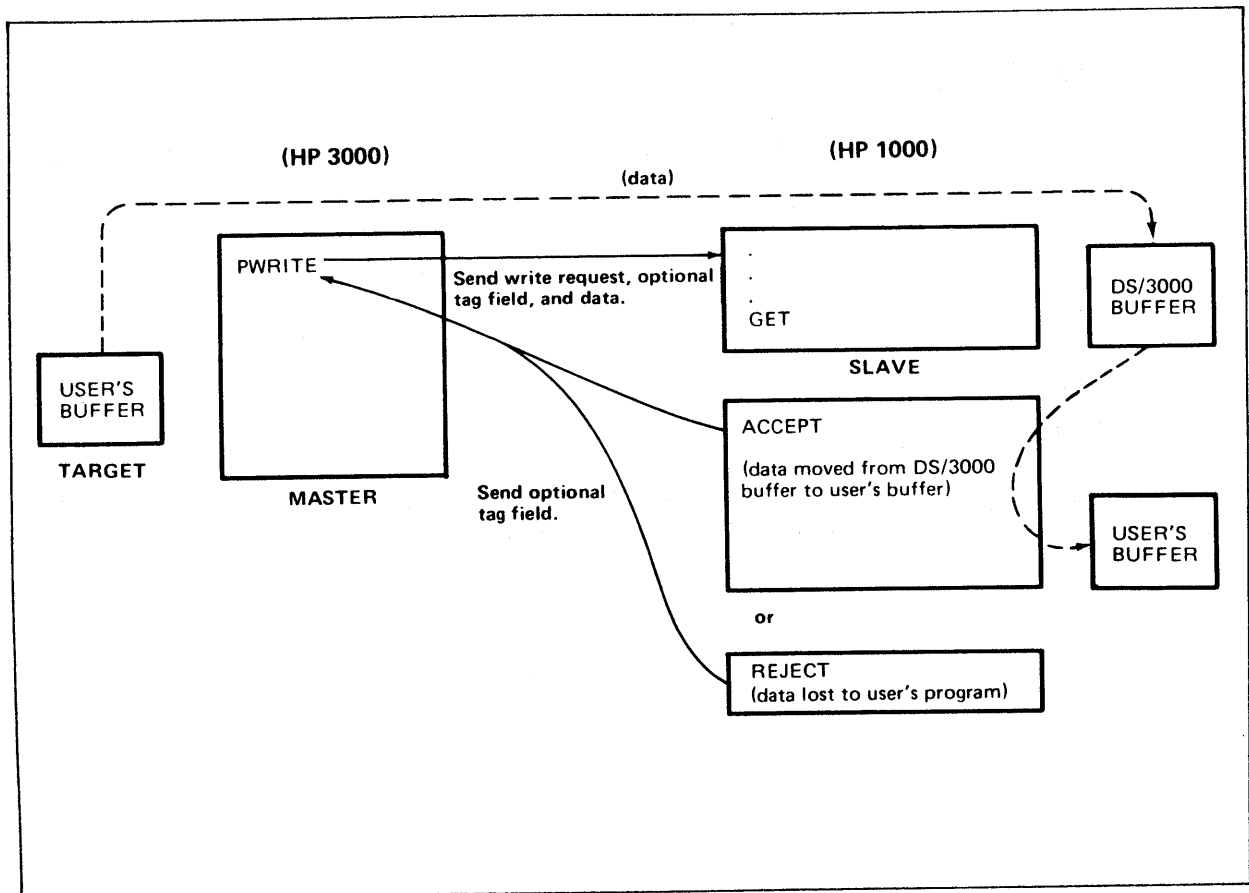 (HP 3000)
(HP 1000)
(data)
PWRITE
Send write request, optional
tag field, and data.
.
.
.
GET
DS/3000
BUFFER
SLAVE
USER'S
BUFFER
TARGET
MASTER
ACCEPT
(data moved from DS/3000
buffer to user's buffer)
Send optional
tag field.
USER'S
BUFFER
or
REJECT
(data lost to user's program)